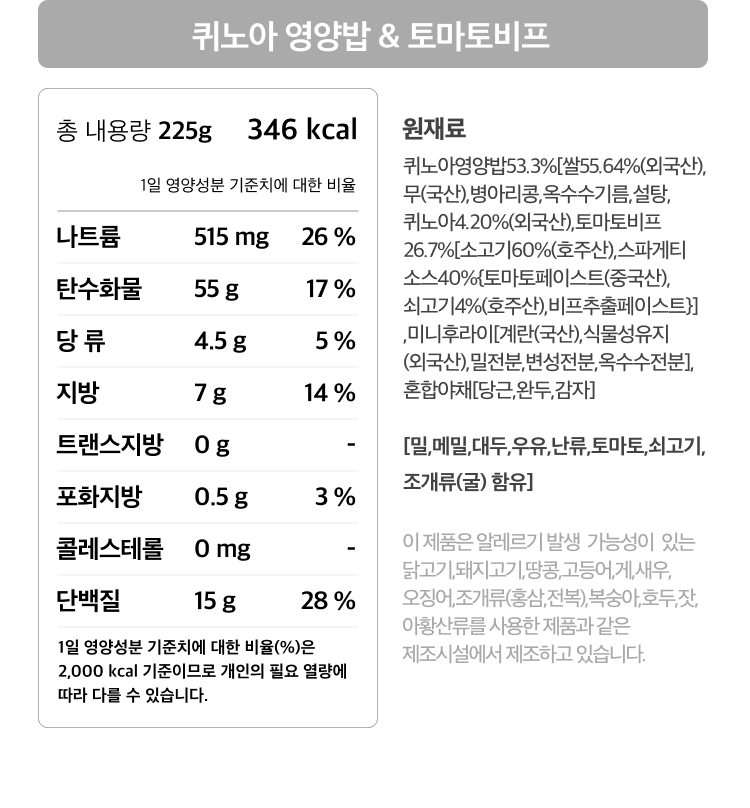 퀴노아 영양밥 & 토마토비프
총 내용량 225g 346 kcal
1일 영양성분 기준치에 대한 비율
나트륨 515 mg 26 %
탄수화물 55 g 17 %
당 류 4.5 g 5 %
지방 7 g 14 %
트랜스지방 0 g -
포화지방 0.5 g 3 %
콜레스테롤 0 mg -
단백질 15 g 28 %
1일 영양성분 기준치에 대한 비율(%)은
2,000 kcal 기준이므로 개인의 필요 열량에
따라 다를 수 있습니다.
원재료
퀴노아영양밥53.3%[쌀55.64%(외국산),
무(국산),병아리콩,옥수수기름,설탕,
퀴노아4.20%(외국산),토마토비프
26.7%[소고기60%(호주산),스파게티
소스40%{토마토페이스트(중국산),
쇠고기4%(호주산),비프추출페이스트}]
,미니후라이[계란(국산),식물성유지
(외국산),밀전분,변성전분,옥수수전분],
혼합야채[당근,완두,감자]
[밀,메밀,대두,우유,난류,토마토,쇠고기,
조개류(굴) 함유]
이 제품은 알레르기 발생 가능성이 있는
닭고기,돼지고기,땅콩,고등어,게,새우,
오징어,조개류(홍삼,전복),복숭아,호두,잣,
아황산류를 사용한 제품과 같은
제조시설에서 제조하고 있습니다.